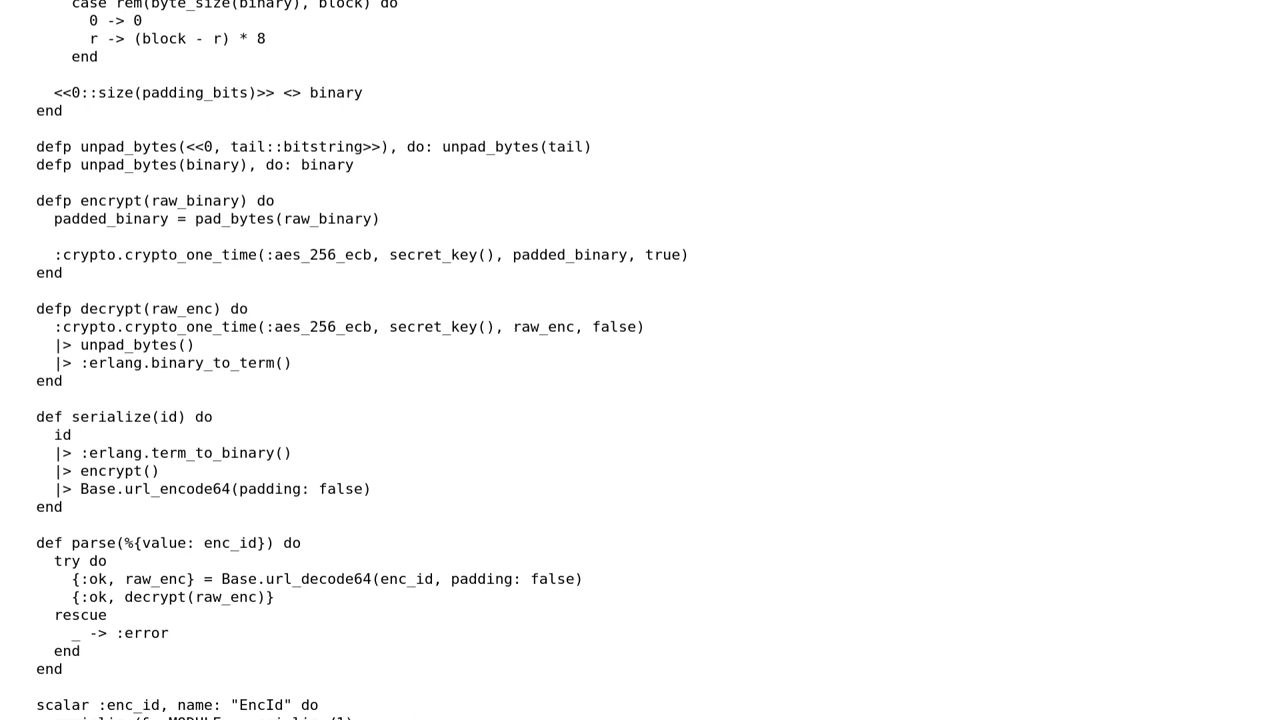 case rem(byte_size(binary), block) do
0 -> 0
r -> (block - r) * 8
end
<<0::size(padding_bits)>> <> binary
end
defp unpad_bytes(<<0, tail::bitstring>>), do: unpad_bytes(tail)
defp unpad_bytes(binary), do: binary
defp encrypt(raw_binary) do
padded_binary = pad_bytes(raw_binary)
:crypto.crypto_one_time(:aes_256_ecb, secret_key(), padded_binary, true)
end
defp decrypt(raw_enc) do
:crypto.crypto_one_time(:aes_256_ecb, secret_key(), raw_enc, false)
|> unpad_bytes()
|> :erlang.binary_to_term()
end
def serialize(id) do
id
|> :erlang.term_to_binary()
|> encrypt()
|> Base.url_encode64(padding: false)
end
def parse(%{value: enc_id}) do
try do
{:ok, raw_enc} = Base.url_decode64(enc_id, padding: false)
{:ok, decrypt(raw_enc)}
rescue
_ -> :error
end
end
scalar :enc_id, name: "EncId" do